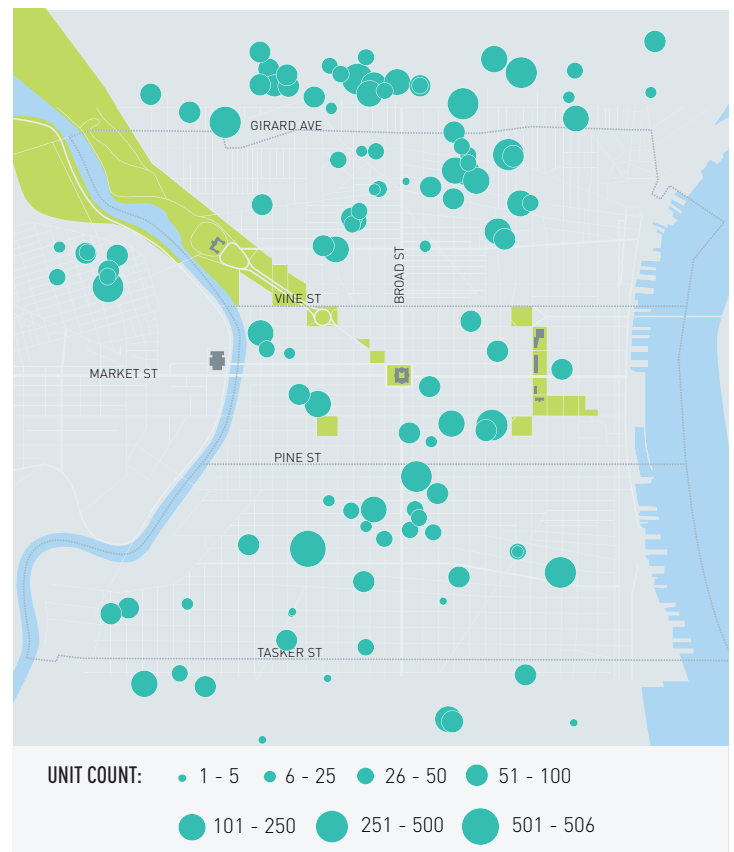 GIRARD AVE
BROAD ST
VINE ST
MARKET ST
PINE ST
TASKER ST
UNIT COUNT:
1 - 5
6 - 25
26 - 50
51 - 100
101 - 250
251 - 500
501 - 506